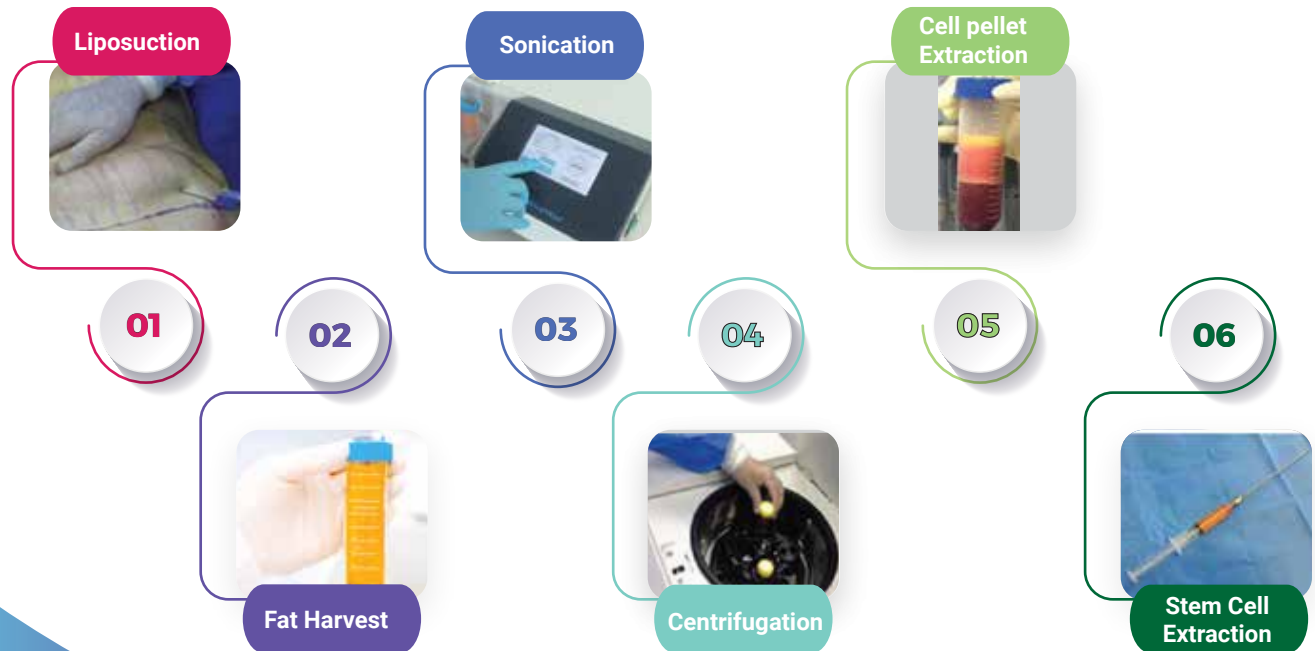 Liposuction
Sonication
Cell pellet
Extraction
01
02
03
04
05
06
Fat Harvest
Centrifugation
Stem Cell
Extraction